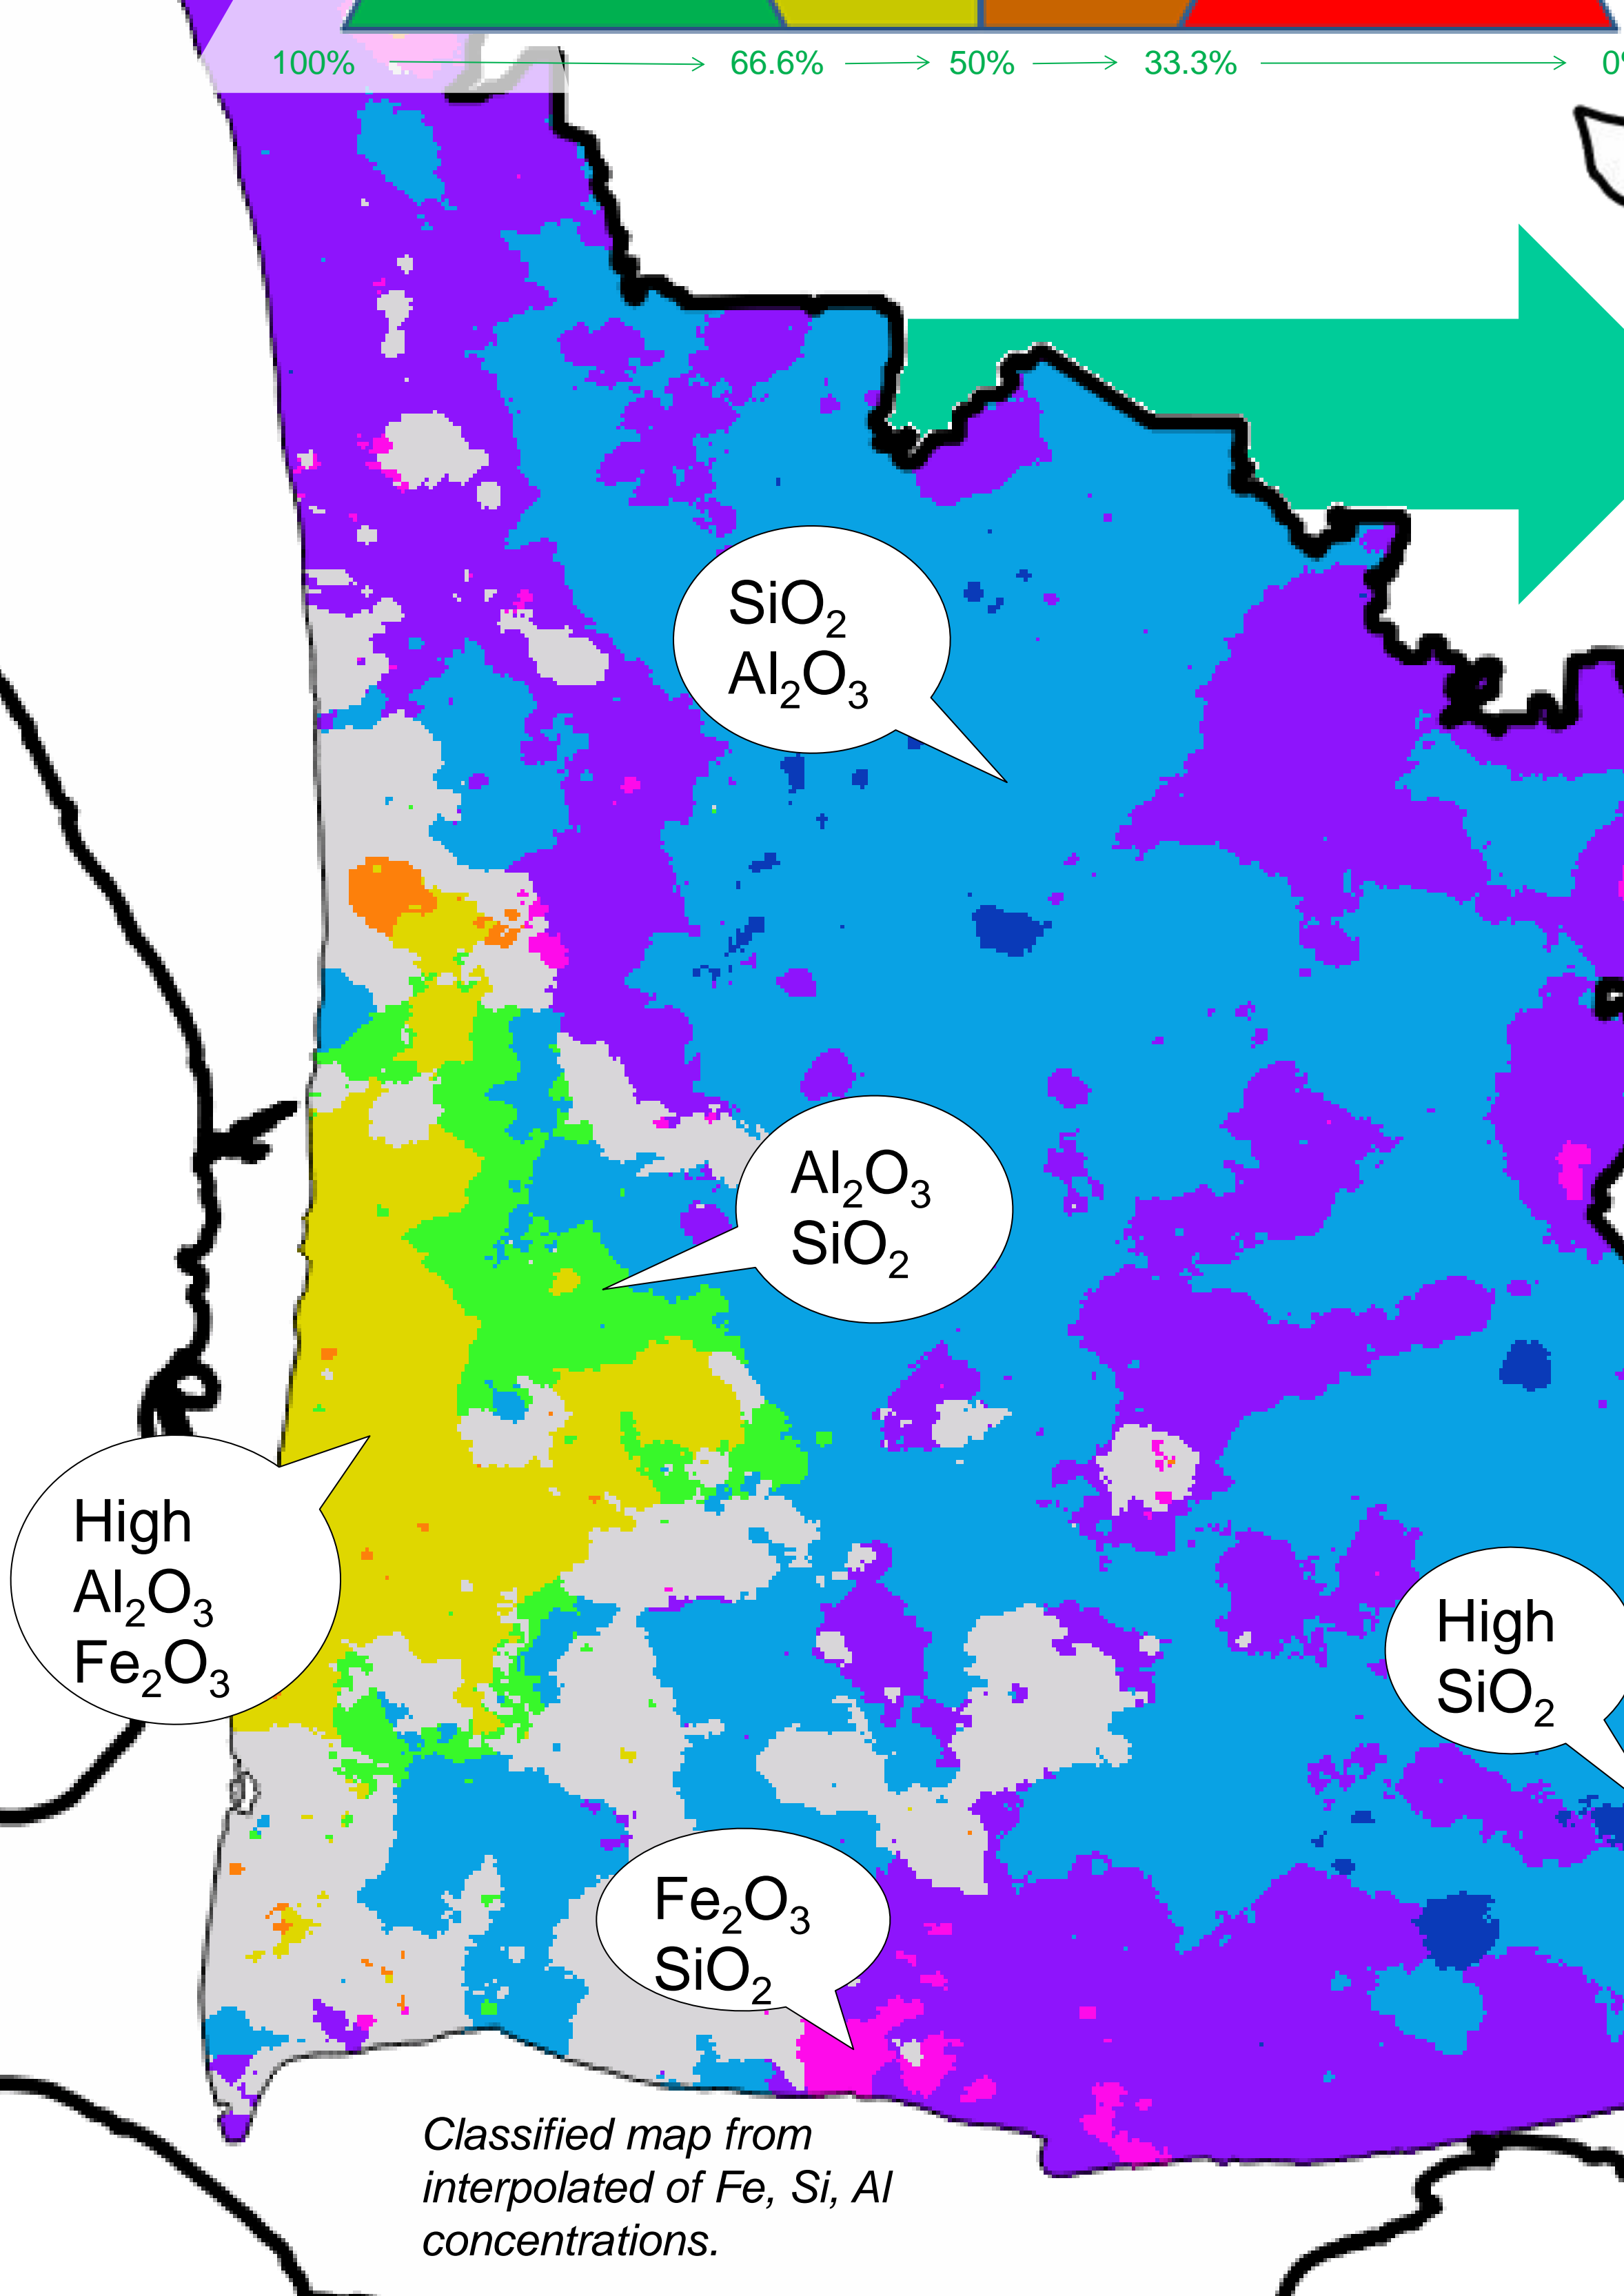 100% 66.6% 50% 33.3% 0%
SiO₂
Al₂O₃
Al₂O₃
SiO₂
High
Al₂O₃
Fe₂O₃
High
SiO₂
Fe₂O₃
SiO₂
Classified map from
interpolated of Fe, Si, Al
concentrations.